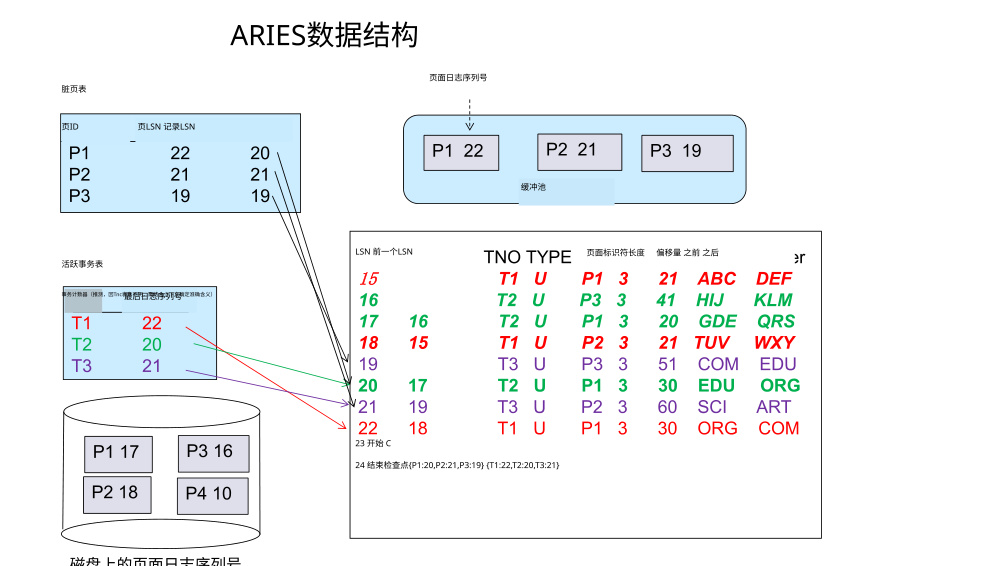 ARIES数据结构
页面日志序列号
脏页表
页ID 页LSN 记录LSN
P1 22 20
P2 21 21
P3 19 19
P1 22
P2 21
P3 19
缓冲池
活跃事务表
最后日志序列号
T1 22
T2 20
T3 21
LSN 前一个LSN TNO TYPE 页面标识符长度 偏移量 之前 之后 er
15 T1 U P1 3 21 ABC DEF
16 T2 U P3 3 41 HIJ KLM
17 16 T2 U P1 3 20 GDE QRS
18 15 T1 U P2 3 21 TUV WXY
19 T3 U P3 3 51 COM EDU
20 17 T2 U P1 3 30 EDU ORG
21 19 T3 U P2 3 60 SCI ART
22 18 T1 U P1 3 30 ORG COM
23 开始 C
24 结束检查点{P1:20,P2:21,P3:19} {T1:22,T2:20,T3:21}
P1 17
P3 16
P2 18
P4 10
磁盘上的页面日志序列号